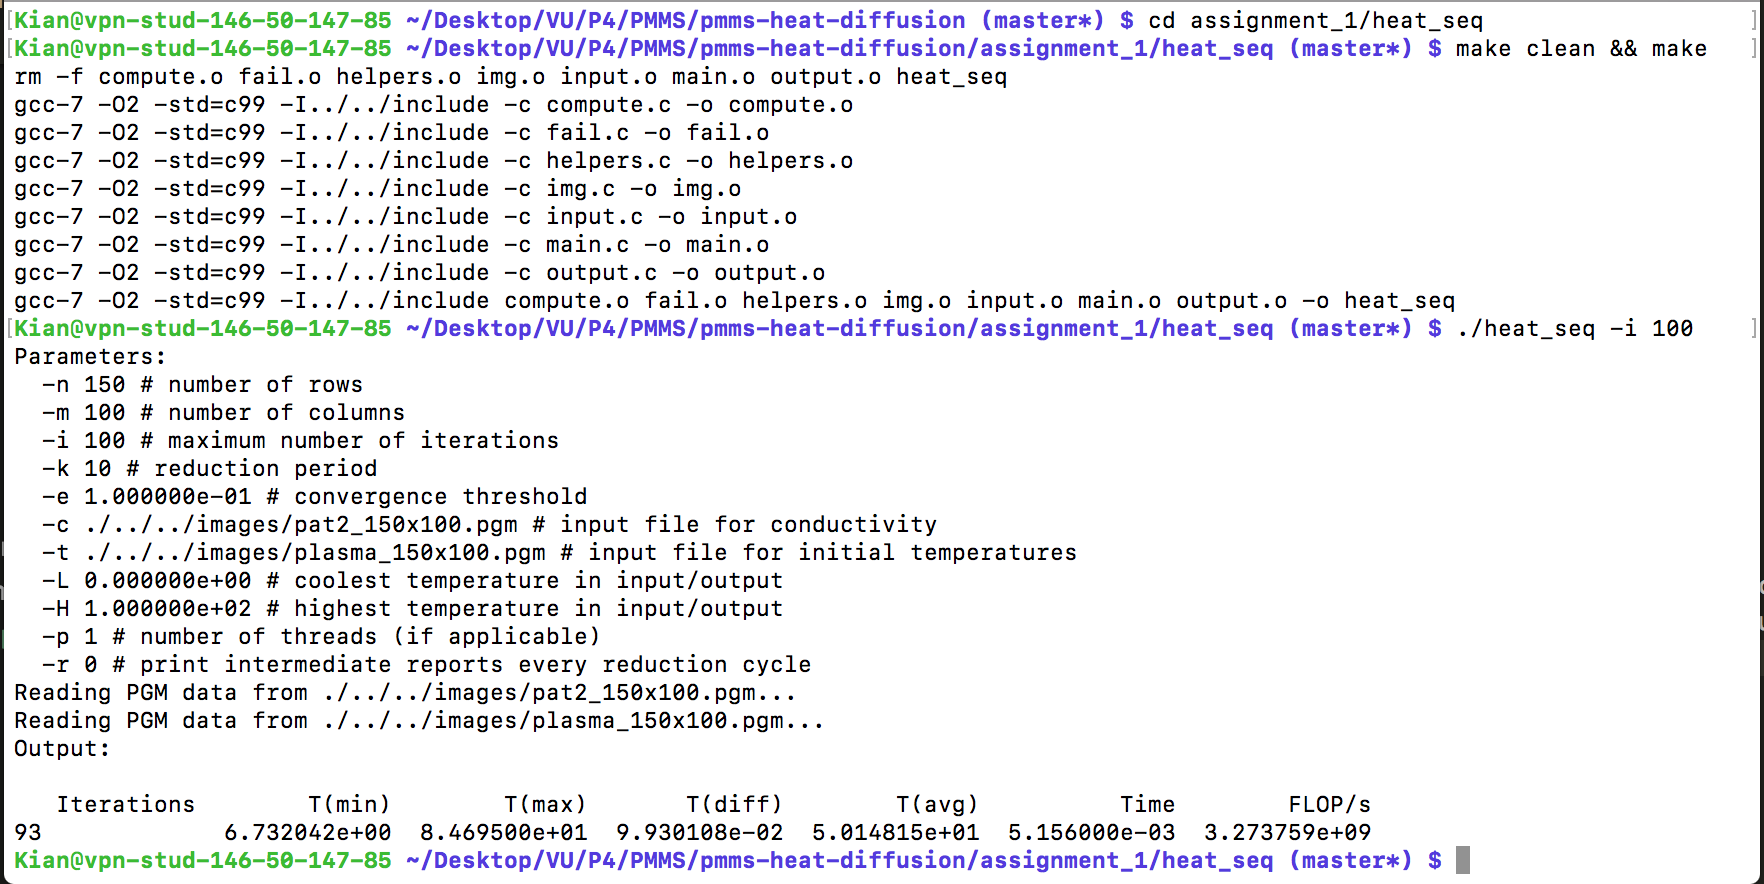 [Kian@vpn-stud-146-50-147-85 ~/Desktop/VU/P4/PMMS/pmms-heat-diffusion (master*) $ cd assignment_1/heat_seq ]
[Kian@vpn-stud-146-50-147-85 ~/Desktop/VU/P4/PMMS/pmms-heat-diffusion/assignment_1/heat_seq (master*) $ make clean && make ]
rm -f compute.o fail.o helpers.o img.o input.o main.o output.o heat_seq
gcc-7 -O2 -std=c99 -I../../include -c compute.c -o compute.o
gcc-7 -O2 -std=c99 -I../../include -c fail.c -o fail.o
gcc-7 -O2 -std=c99 -I../../include -c helpers.c -o helpers.o
gcc-7 -O2 -std=c99 -I../../include -c img.c -o img.o
gcc-7 -O2 -std=c99 -I../../include -c input.c -o input.o
gcc-7 -O2 -std=c99 -I../../include -c main.c -o main.o
gcc-7 -O2 -std=c99 -I../../include -c output.c -o output.o
gcc-7 -O2 -std=c99 -I../../include compute.o fail.o helpers.o img.o input.o main.o output.o -o heat_seq
[Kian@vpn-stud-146-50-147-85 ~/Desktop/VU/P4/PMMS/pmms-heat-diffusion/assignment_1/heat_seq (master*) $ ./heat_seq -i 100 ]
Parameters:
  -n 150 # number of rows
  -m 100 # number of columns
  -i 100 # maximum number of iterations
  -k 10 # reduction period
  -e 1.000000e-01 # convergence threshold
  -c ./../../images/pat2_150x100.pgm # input file for conductivity
  -t ./../../images/plasma_150x100.pgm # input file for initial temperatures
  -L 0.000000e+00 # coolest temperature in input/output
  -H 1.000000e+02 # highest temperature in input/output
  -p 1 # number of threads (if applicable)
  -r 0 # print intermediate reports every reduction cycle
Reading PGM data from ./../../images/pat2_150x100.pgm...
Reading PGM data from ./../../images/plasma_150x100.pgm...
Output:
   Iterations        T(min)        T(max)       T(diff)        T(avg)          Time        FLOP/s
93             6.732042e+00  8.469500e+01  9.930108e-02  5.014815e+01  5.156000e-03  3.273759e+09
Kian@vpn-stud-146-50-147-85 ~/Desktop/VU/P4/PMMS/pmms-heat-diffusion/assignment_1/heat_seq (master*) $